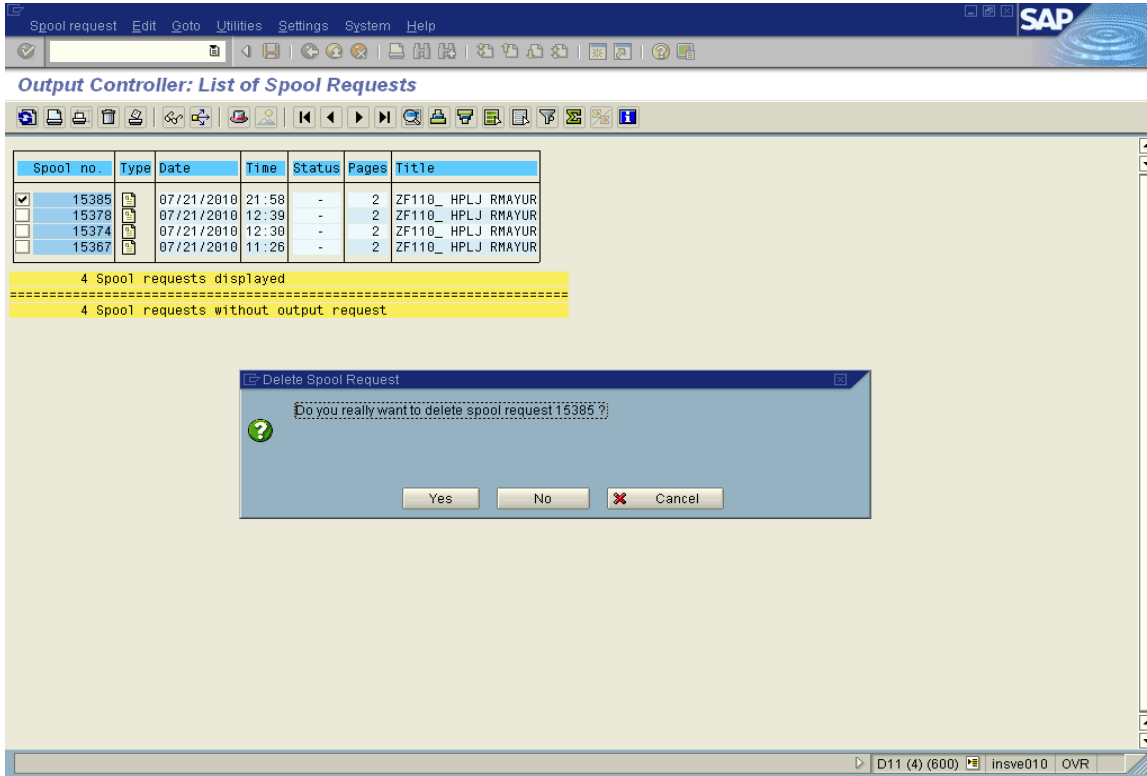 Spool request Edit Goto Utilities Settings System Help
SAP
Output Controller: List of Spool Requests
Spool no. Type Date Time Status Pages Title
15385 07/21/2010 21:58 - 2 ZF110_ HPLJ RMAYUR
15378 07/21/2010 12:39 - 2 ZF110_ HPLJ RMAYUR
15374 07/21/2010 12:30 - 2 ZF110_ HPLJ RMAYUR
15367 07/21/2010 11:26 - 2 ZF110_ HPLJ RMAYUR
4 Spool requests displayed
================================================================
4 Spool requests without output request
Delete Spool Request
Do you really want to delete spool request 15385 ?
Yes No Cancel
D11 (4) (600) insve010 OVR